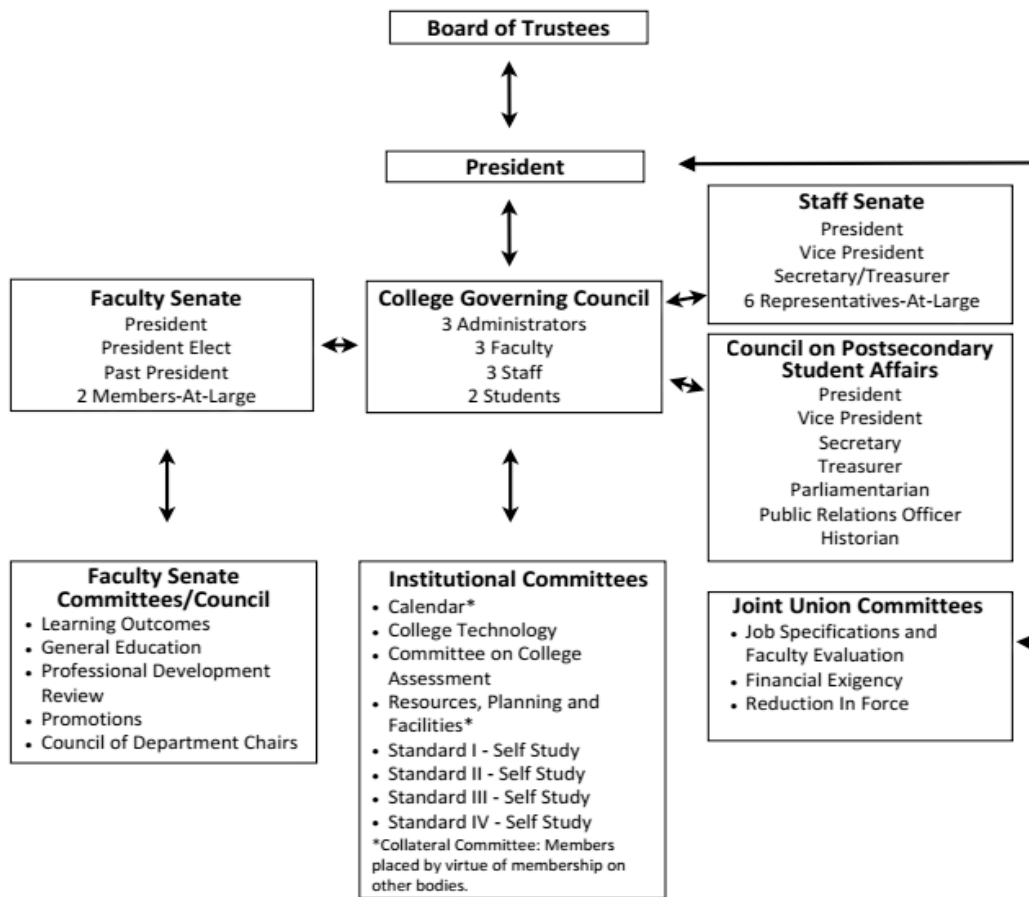 Board of Trustees
President
Staff Senate
President
Vice President
Secretary/Treasurer
6 Representatives-At-Large
Faculty Senate
President
President Elect
Past President
2 Members-At-Large
College Governing Council
3 Administrators
3 Faculty
3 Staff
2 Students
Council on Postsecondary
Student Affairs
President
Vice President
Secretary
Treasurer
Parliamentarian
Public Relations Officer
Historian
Faculty Senate
Committees/Council
• Learning Outcomes
• General Education
• Professional Development
Review
• Promotions
• Council of Department Chairs
Institutional Committees
• Calendar*
• College Technology
• Committee on College
Assessment
• Resources, Planning and
Facilities*
• Standard I - Self Study
• Standard II - Self Study
• Standard III - Self Study
• Standard IV - Self Study
*Collateral Committee: Members
placed by virtue of membership on
other bodies.
Joint Union Committees
• Job Specifications and
Faculty Evaluation
• Financial Exigency
• Reduction In Force